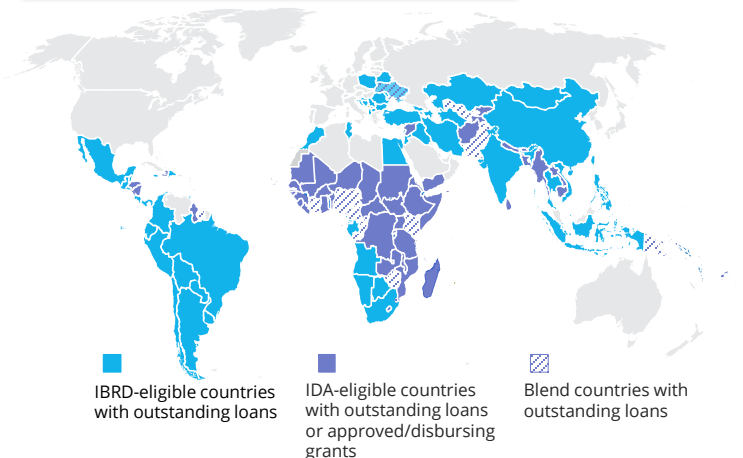 IBRD-eligible countries
with outstanding loans
IDA-eligible countries
with outstanding loans
or approved/disbursing
grants
Blend countries with
outstanding loans